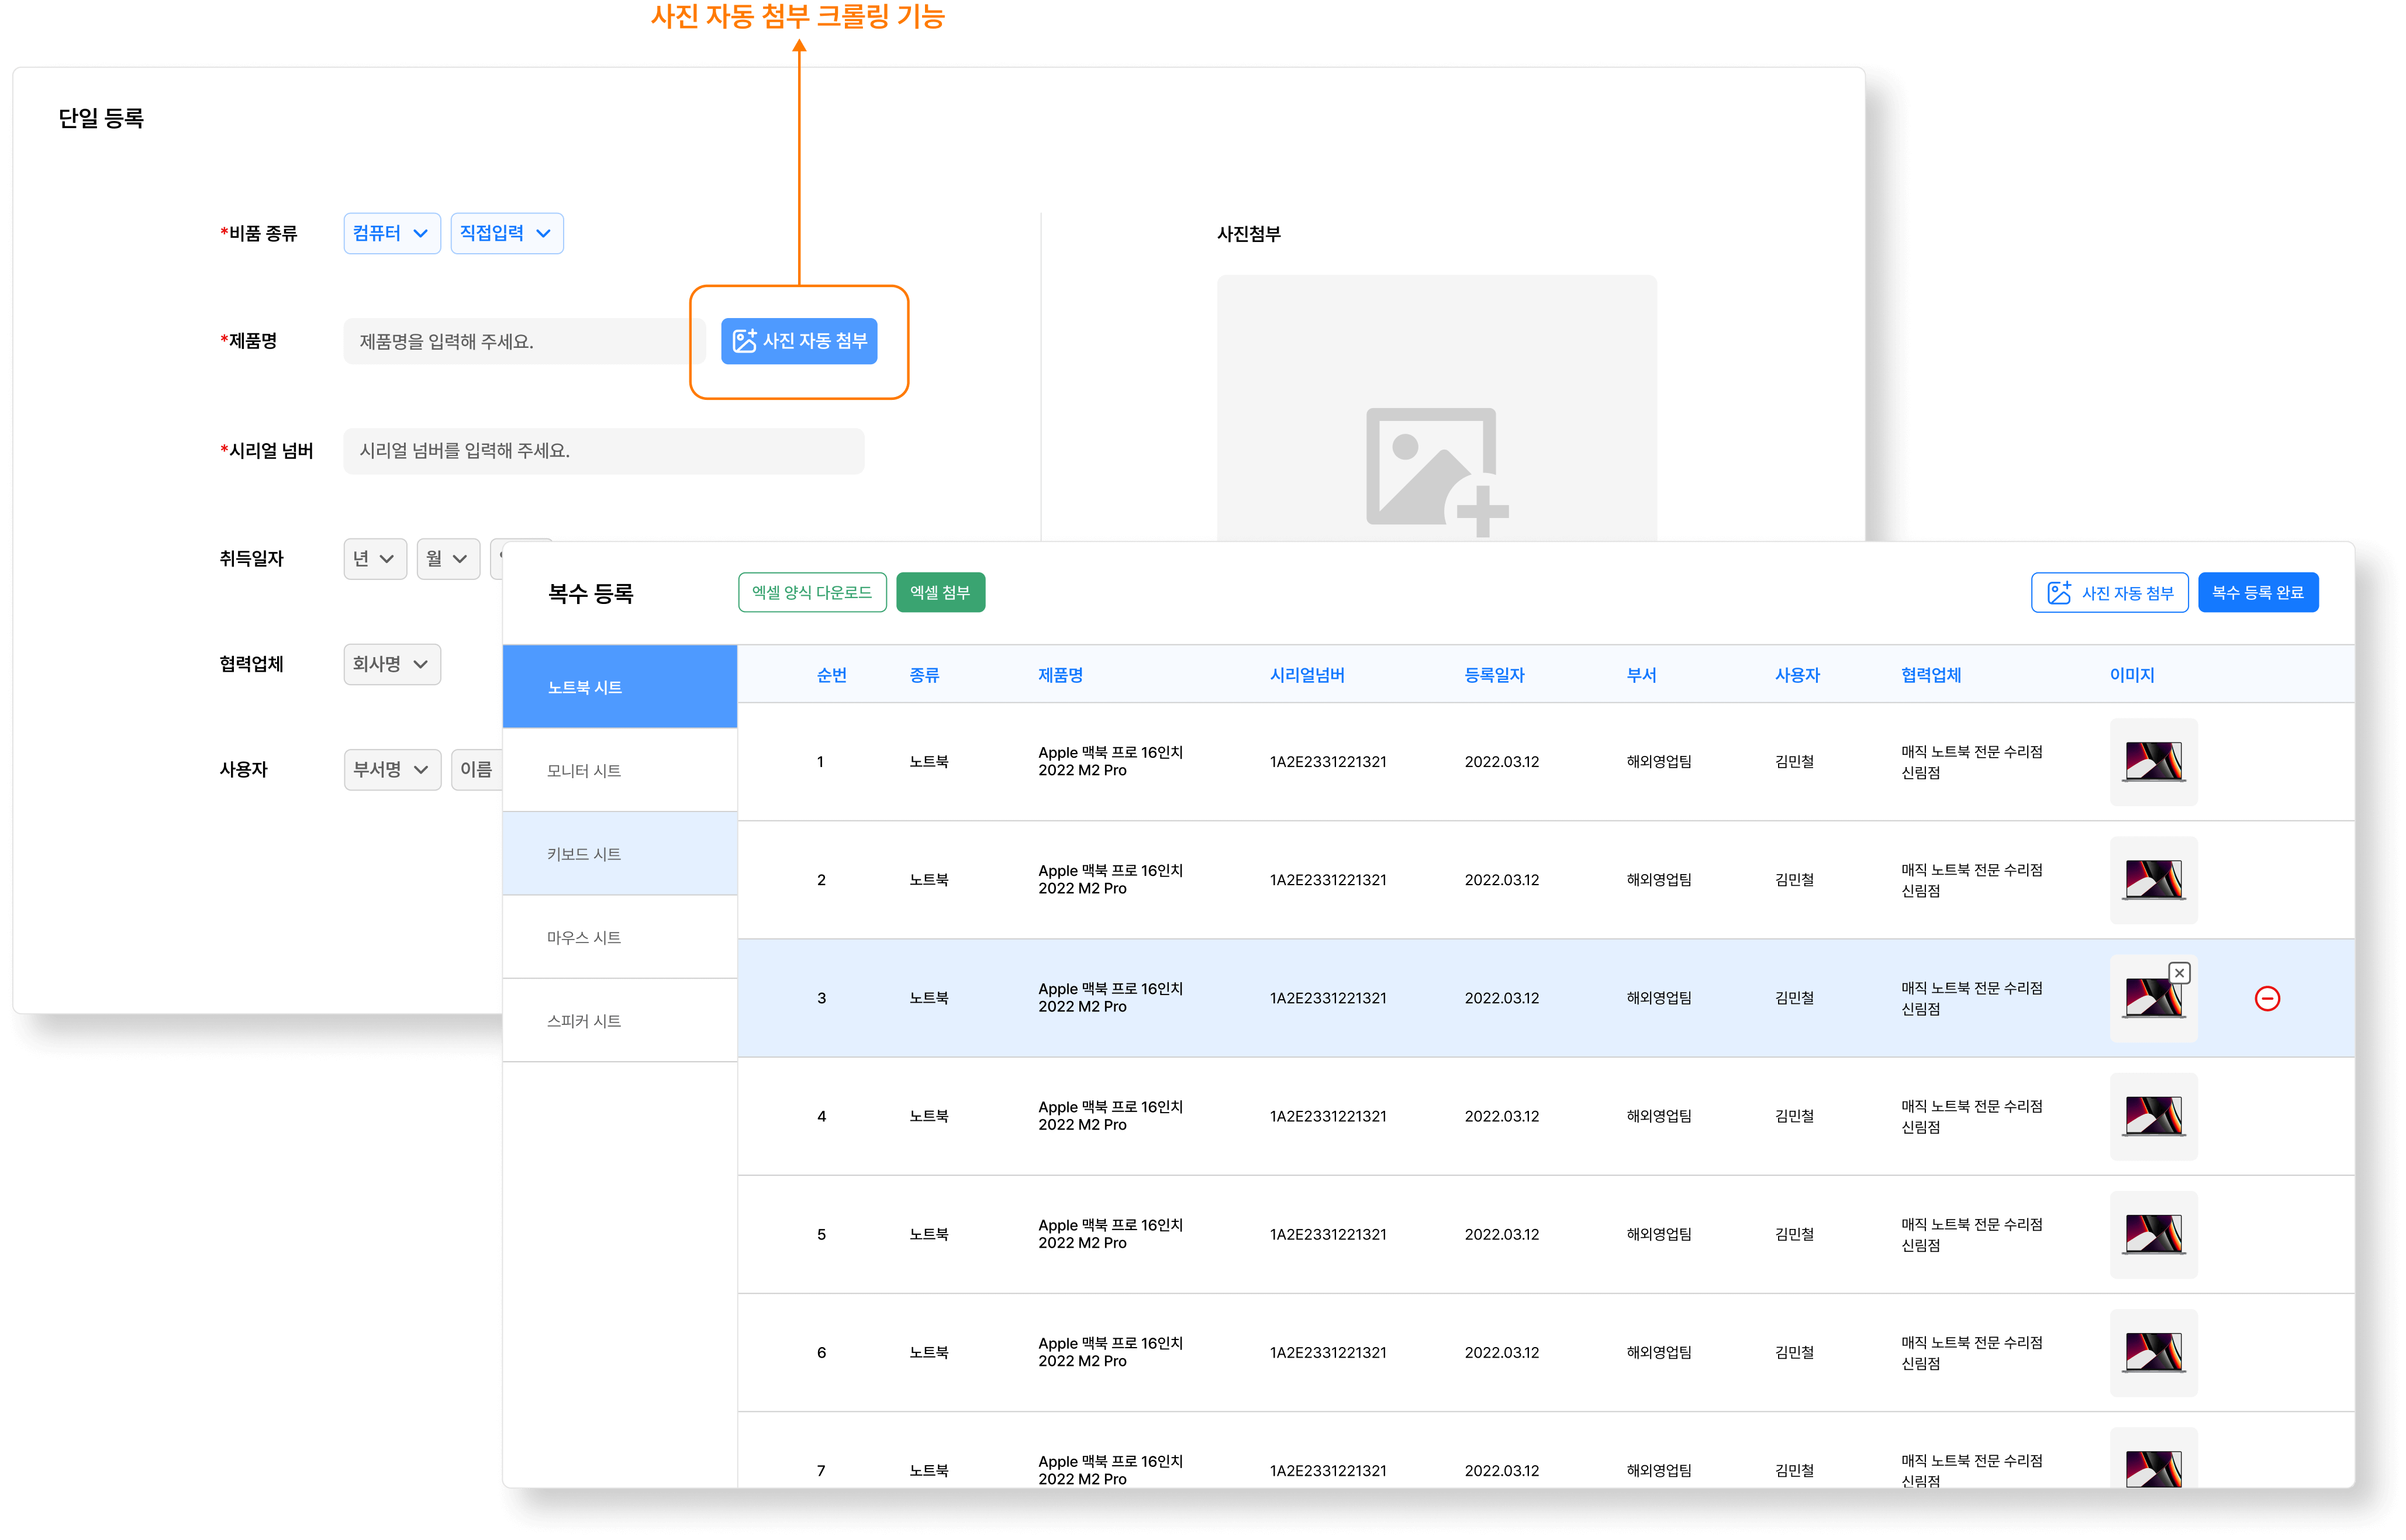 사진 자동 첨부 크롤링 기능
단일 등록
*비품 종류 컴퓨터 직접입력
사진첨부
*제품명 제품명을 입력해 주세요. 사진 자동 첨부
*시리얼 넘버 시리얼 넘버를 입력해 주세요.
취득일자 년 월
협력업체 회사명
사용자 부서명 이름
복수 등록 엑셀 양식 다운로드 엑셀 첨부 사진 자동 첨부 복수 등록 완료
노트북 시트
모니터 시트
키보드 시트
마우스 시트
스피커 시트
순번 종류 제품명 시리얼넘버 등록일자 부서 사용자 협력업체 이미지
1 노트북 Apple 맥북 프로 16인치 2022 M2 Pro 1A2E2331221321 2022.03.12 해외영업팀 김민철 매직 노트북 전문 수리점 신림점
2 노트북 Apple 맥북 프로 16인치 2022 M2 Pro 1A2E2331221321 2022.03.12 해외영업팀 김민철 매직 노트북 전문 수리점 신림점
3 노트북 Apple 맥북 프로 16인치 2022 M2 Pro 1A2E2331221321 2022.03.12 해외영업팀 김민철 매직 노트북 전문 수리점 신림점
4 노트북 Apple 맥북 프로 16인치 2022 M2 Pro 1A2E2331221321 2022.03.12 해외영업팀 김민철 매직 노트북 전문 수리점 신림점
5 노트북 Apple 맥북 프로 16인치 2022 M2 Pro 1A2E2331221321 2022.03.12 해외영업팀 김민철 매직 노트북 전문 수리점 신림점
6 노트북 Apple 맥북 프로 16인치 2022 M2 Pro 1A2E2331221321 2022.03.12 해외영업팀 김민철 매직 노트북 전문 수리점 신림점
7 노트북 Apple 맥북 프로 16인치 2022 M2 Pro 1A2E2331221321 2022.03.12 해외영업팀 김민철 매직 노트북 전문 수리점 신림점